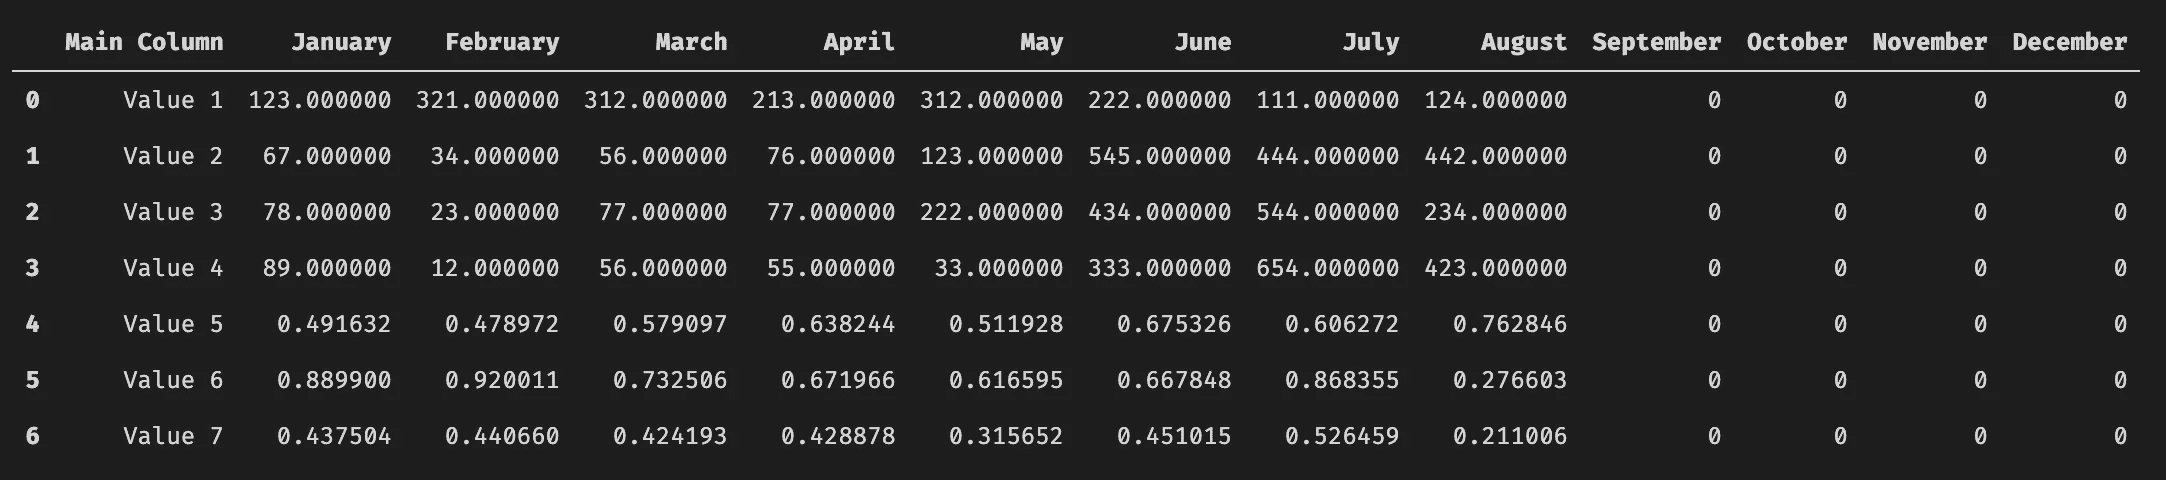 Main Column January February March April May June July August September October November December
0 Value 1 123.000000 321.000000 312.000000 213.000000 312.000000 222.000000 111.000000 124.000000 0 0 0 0
1 Value 2 67.000000 34.000000 56.000000 76.000000 123.000000 545.000000 444.000000 442.000000 0 0 0 0
2 Value 3 78.000000 23.000000 77.000000 77.000000 222.000000 434.000000 544.000000 234.000000 0 0 0 0
3 Value 4 89.000000 12.000000 56.000000 55.000000 33.000000 333.000000 654.000000 423.000000 0 0 0 0
4 Value 5 0.491632 0.478972 0.579097 0.638244 0.511928 0.675326 0.606272 0.762846 0 0 0 0
5 Value 6 0.889900 0.920011 0.732506 0.671966 0.616595 0.667848 0.868355 0.276603 0 0 0 0
6 Value 7 0.437504 0.440660 0.424193 0.428878 0.315652 0.451015 0.526459 0.211006 0 0 0 0